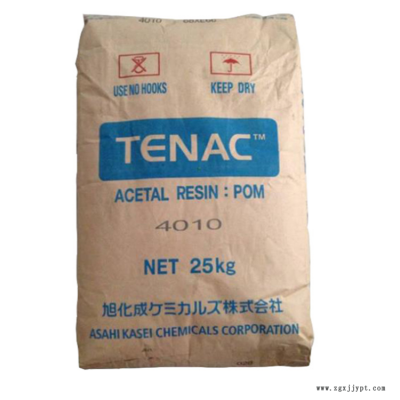 4010
USE NO HOOKS
KEEP DRY
TENAC™
ACETAL RESIN : POM
4010
NET 25kg
旭化成ケミカルズ株式会社
ASAHI KASEI CHEMICALS CORPORATION
www.zgxjjypt.com